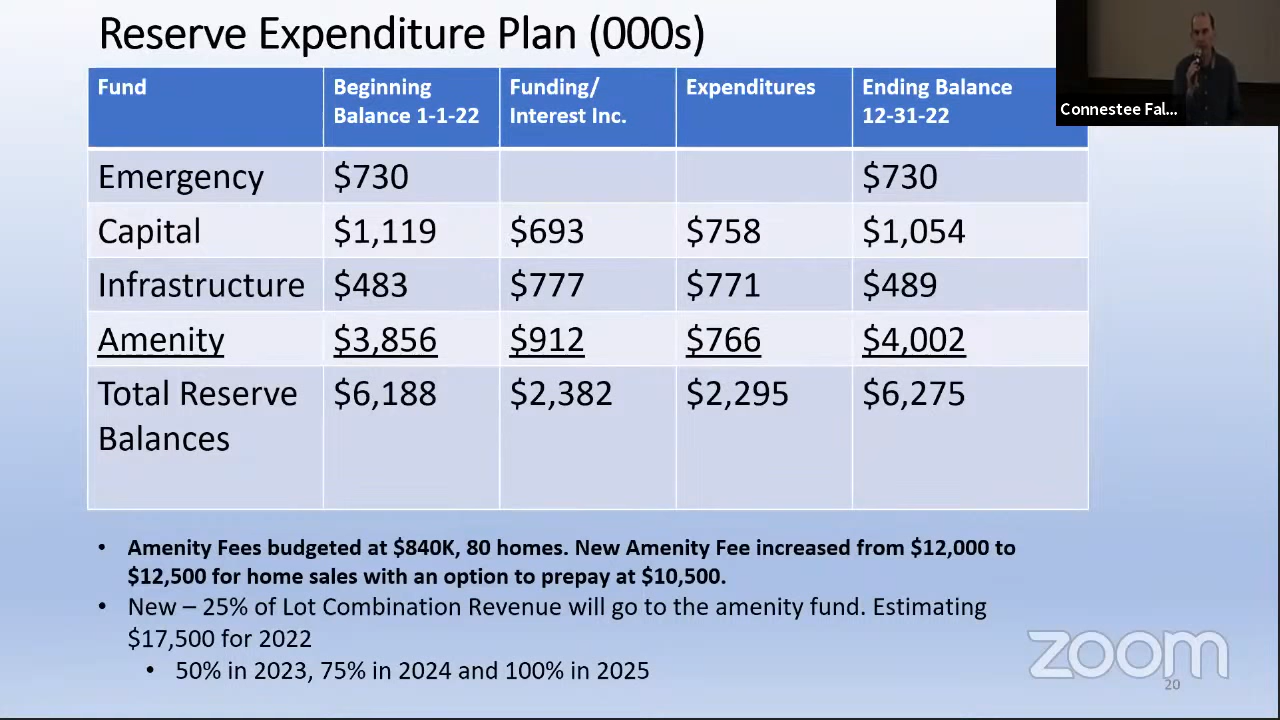 Reserve Expenditure Plan (000s)
Fund
Beginning
Balance 1-1-22
Funding/
Interest Inc.
Expenditures
Ending Balance
12-31-22
Connestee Fal...
Emergency $730 $730
Capital $1,119 $693 $758 $1,054
Infrastructure $483 $777 $771 $489
Amenity $3,856 $912 $766 $4,002
Total Reserve
Balances
$6,188 $2,382 $2,295 $6,275
• Amenity Fees budgeted at $840K, 80 homes. New Amenity Fee increased from $12,000 to
$12,500 for home sales with an option to prepay at $10,500.
• New – 25% of Lot Combination Revenue will go to the amenity fund. Estimating
$17,500 for 2022
• 50% in 2023, 75% in 2024 and 100% in 2025
zoom
20